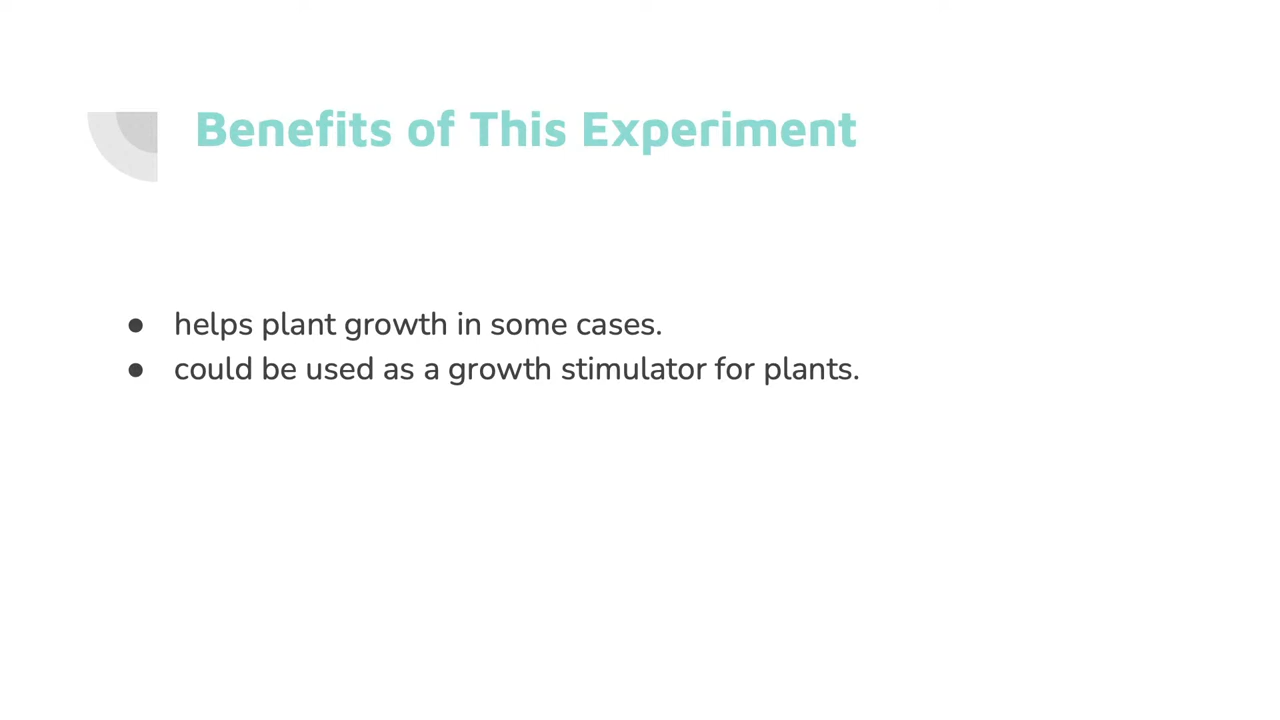 Benefits of This Experiment
● helps plant growth in some cases.
● could be used as a growth stimulator for plants.